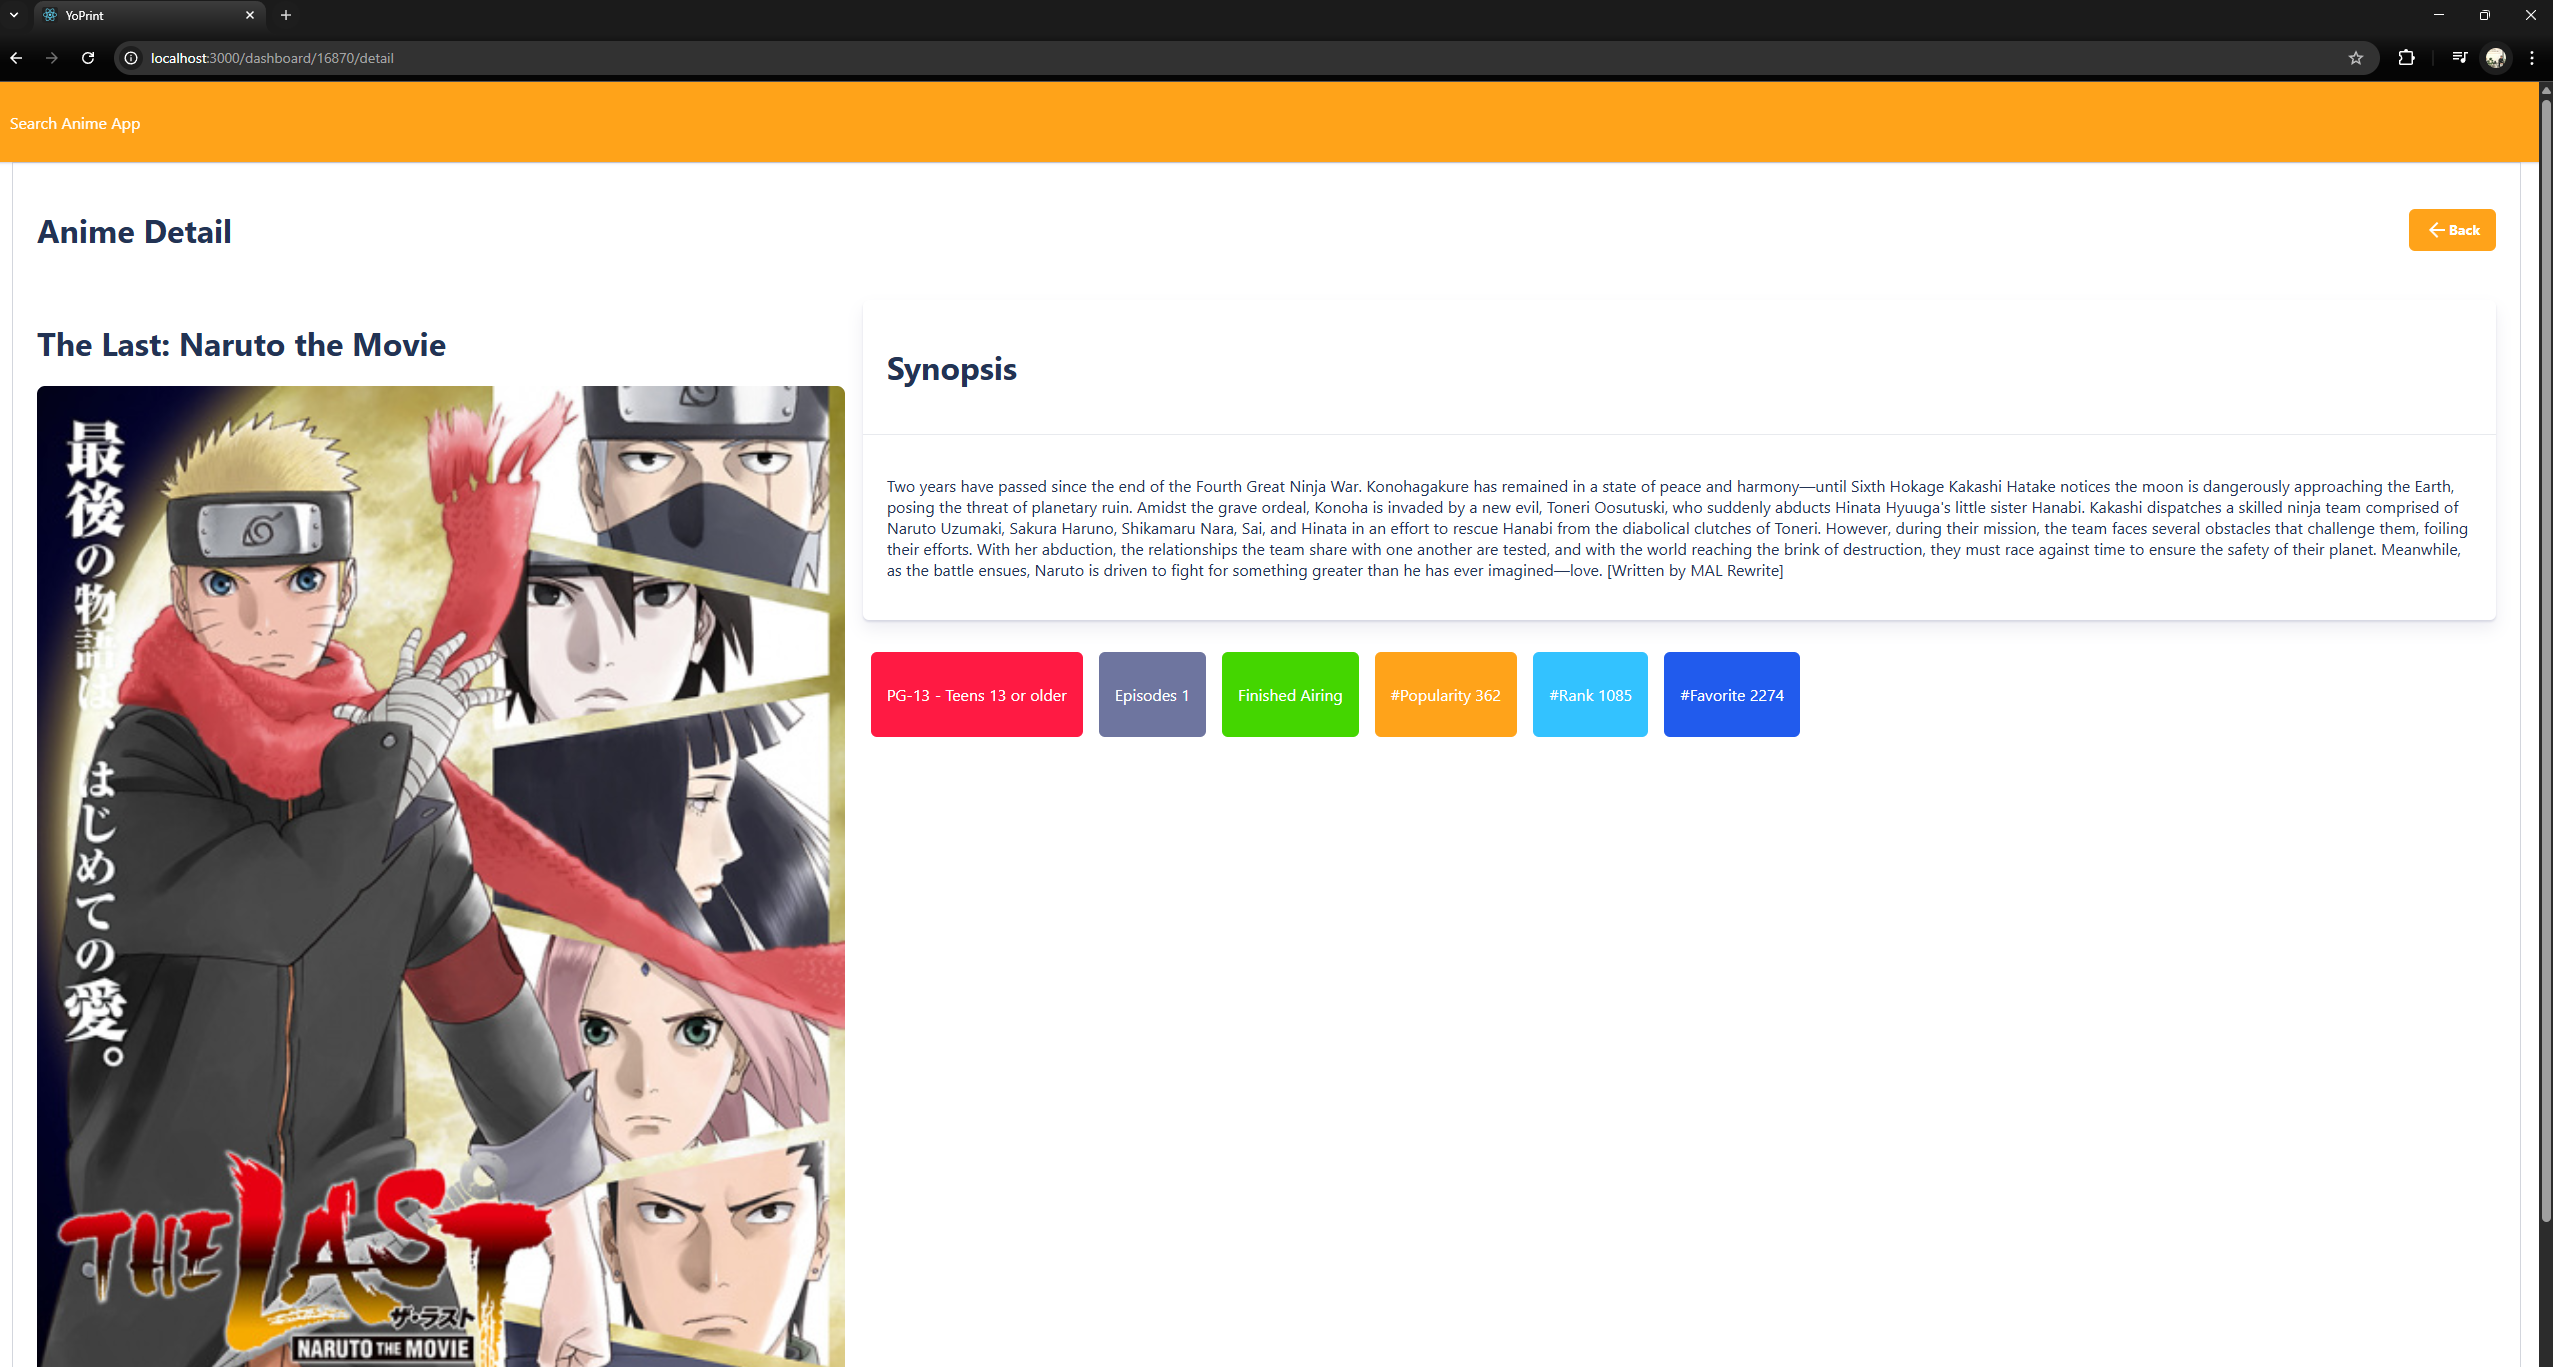 YoPrint
localhost:3000/dashboard/16870/detail
Search Anime App
Anime Detail
Back
The Last: Naruto the Movie
最後の物語は、はじめての愛。
THE LAST
ザ・ラスト
NARUTO THE MOVIE
Synopsis
Two years have passed since the end of the Fourth Great Ninja War. Konohagakure has remained in a state of peace and harmony—until Sixth Hokage Kakashi Hatake notices the moon is dangerously approaching the Earth,
posing the threat of planetary ruin. Amidst the grave ordeal, Konoha is invaded by a new evil, Toneri Oosutuski, who suddenly abducts Hinata Hyuuga's little sister Hanabi. Kakashi dispatches a skilled ninja team comprised of
Naruto Uzumaki, Sakura Haruno, Shikamaru Nara, Sai, and Hinata in an effort to rescue Hanabi from the diabolical clutches of Toneri. However, during their mission, the team faces several obstacles that challenge them, foiling
their efforts. With her abduction, the relationships the team share with one another are tested, and with the world reaching the brink of destruction, they must race against time to ensure the safety of their planet. Meanwhile,
as the battle ensues, Naruto is driven to fight for something greater than he has ever imagined—love. [Written by MAL Rewrite]
PG-13 - Teens 13 or older
Episodes 1
Finished Airing
#Popularity 362
#Rank 1085
#Favorite 2274